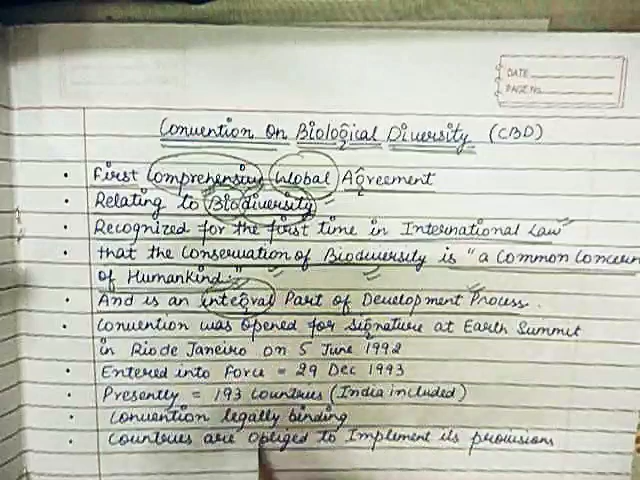 DATE
PAGE No.
Convention on Biological Diversity (CBD)
• First Comprehensive Global Agreement
• Relating to Biodiversity
• Recognized for the first time in International Law
• that the Conservation of Biodiversity is "a Common Concern
of Humankind."
• And is an integral Part of Development Process.
• Convention was opened for signature at Earth Summit
in Rio de Janeiro on 5 June 1992
• Entered into Force = 29 Dec 1993
• Presently = 193 Countries (India included)
• Convention legally binding
• Countries are obliged to Implement its provisions